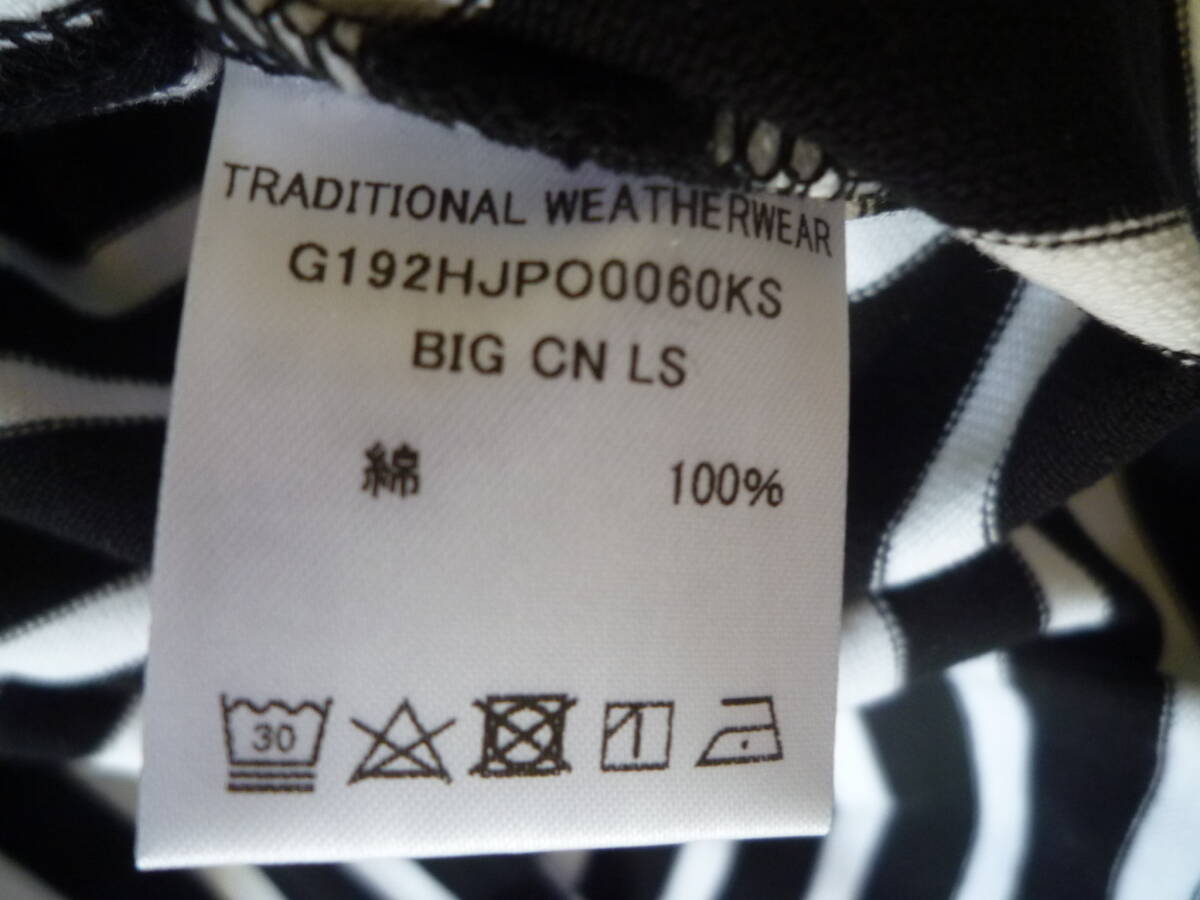 TRADITIONAL WEATHERWEAR
G192HJPO0060KS
BIG CN LS
綿 100%
30